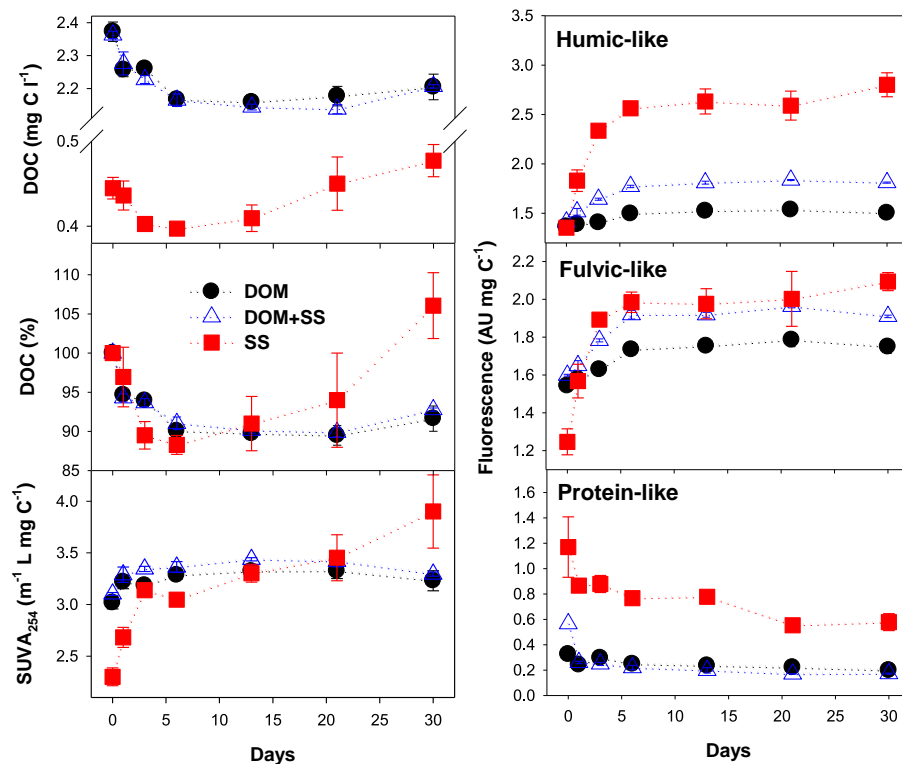 DOC (mg C l⁻¹)
2.4
2.3
2.2
0.5
0.4
DOC (%)
110
105
100
95
90
85
DOM
DOM+SS
SS
SUVA₂₅₄ (m⁻¹ L mg C⁻¹)
4.0
3.5
3.0
2.5
0 5 10 15 20 25 30
Days
Fluorescence (AU mg C⁻¹)
Humic-like
3.5
3.0
2.5
2.0
1.5
1.0
Fulvic-like
2.2
2.0
1.8
1.6
1.4
1.2
Protein-like
1.6
1.4
1.2
1.0
0.8
0.6
0.4
0.2
0.0
0 5 10 15 20 25 30
Days